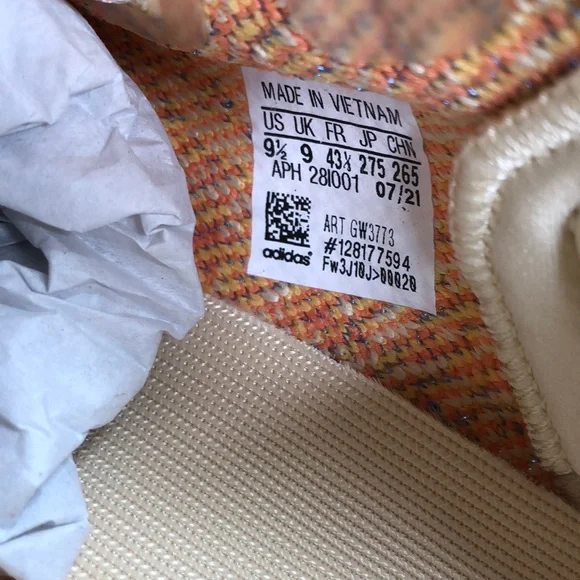 MADE IN VIETNAM
US UK FR JP CHN
9½ 9 43⅓ 275 265
APH 28I001 07/21
ART GW3773
#128177594
FW3J10J>00020
adidas®